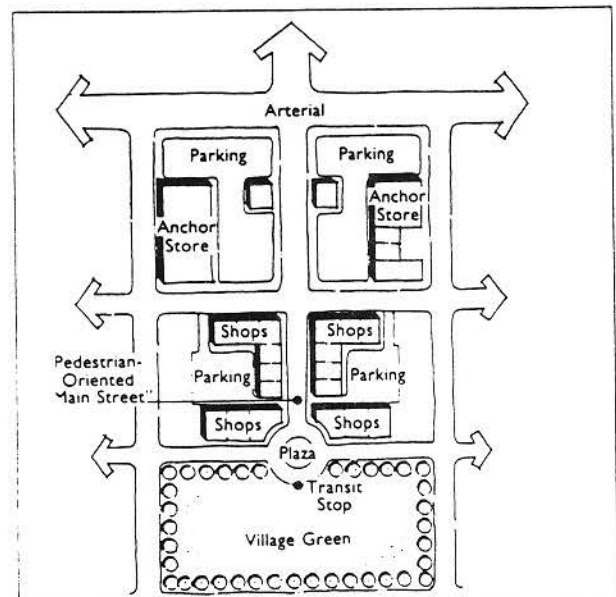 Arterial
Parking
Parking
Anchor
Store
Anchor
Store
Shops
Shops
Pedestrian-
Oriented
Main Street
Parking
Parking
Shops
Shops
Plaza
Transit
Stop
Village Green